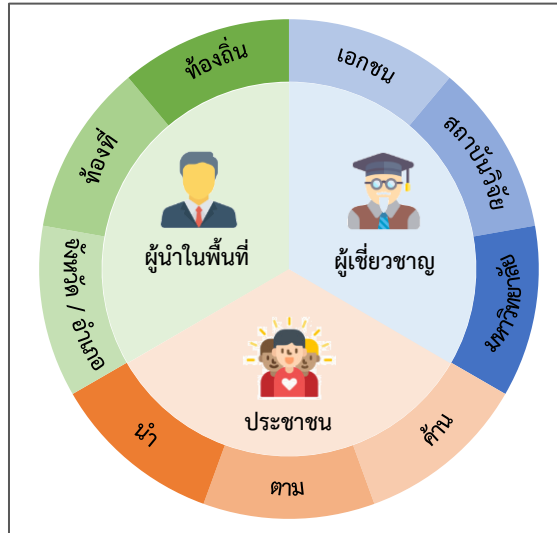 ท้องถิ่น
เอกชน
ท้องที่
สถาบันวิจัย
ผู้นำในพื้นที่
ผู้เชี่ยวชาญ
จังหวัด / อำเภอ
มหาวิทยาลัย
ประชาชน
นำ
ตาม
ค้าน